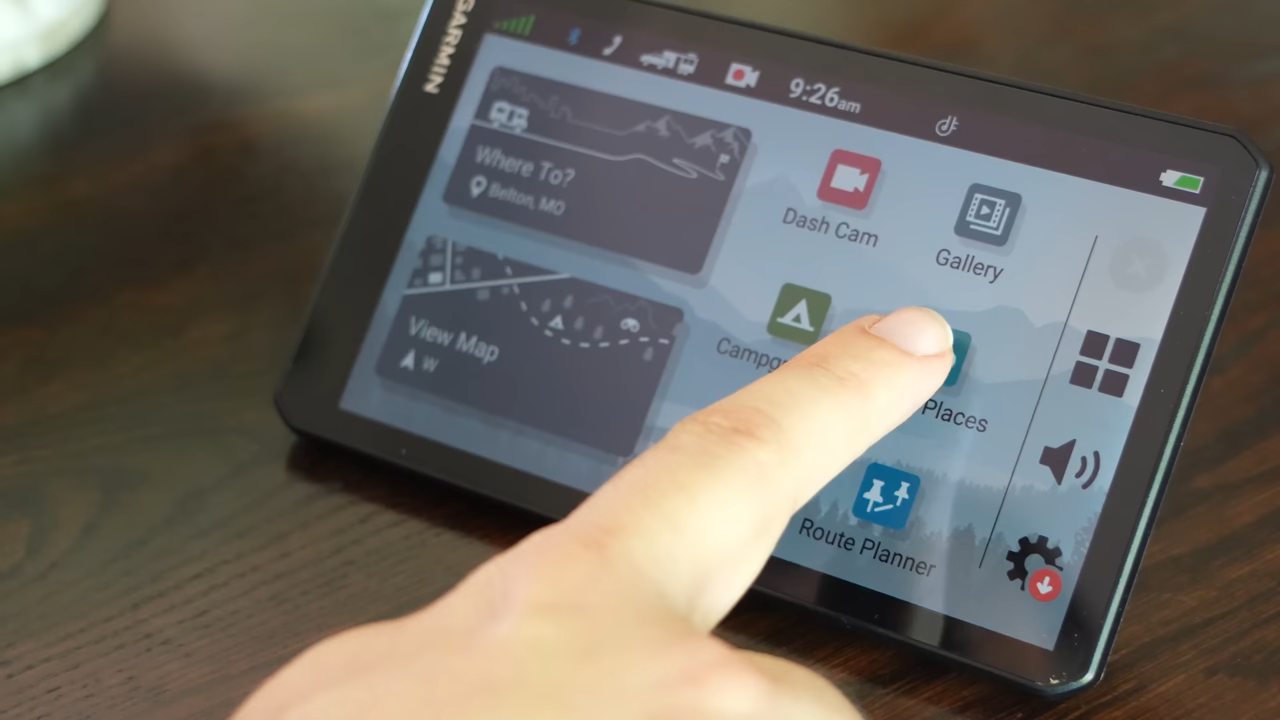 GARMIN
9:26am
Where To?
Belton, MO
View Map
W
Dash Cam
Gallery
Places
Route Planner